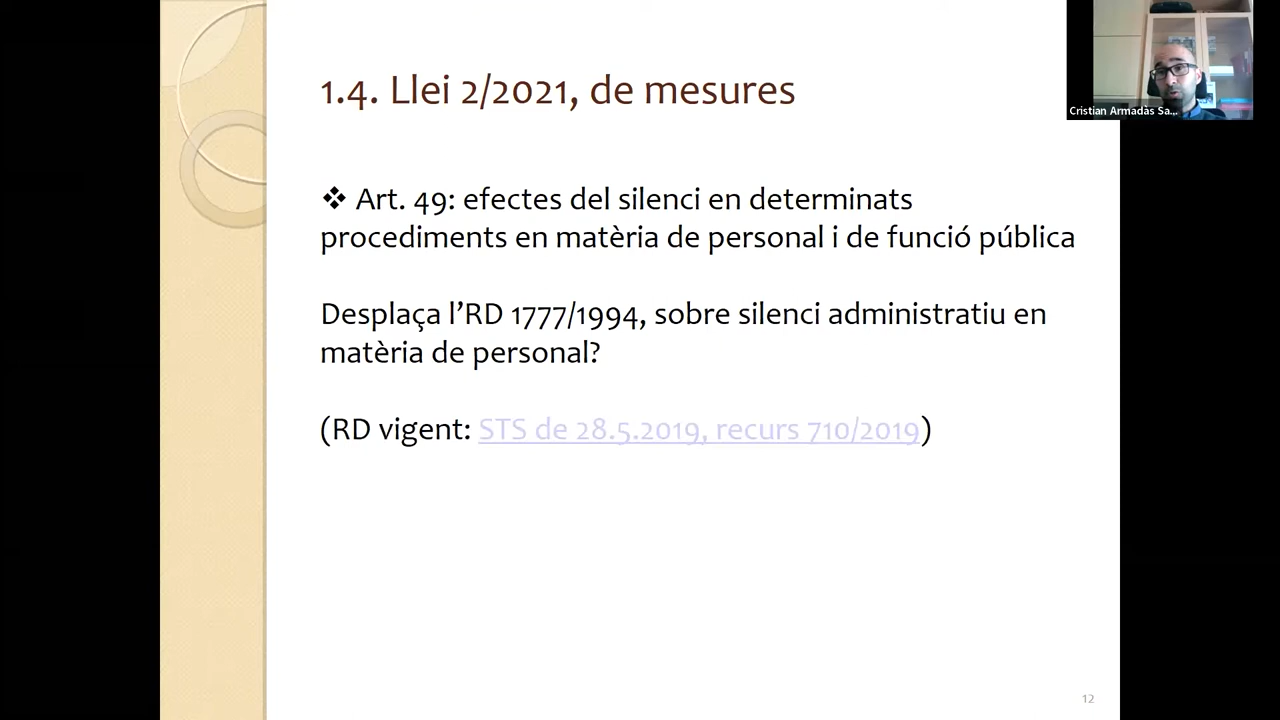 1.4. Llei 2/2021, de mesures
❖ Art. 49: efectes del silenci en determinats
procediments en matèria de personal i de funció pública
Desplaça l’RD 1777/1994, sobre silenci administratiu en
matèria de personal?
(RD vigent: STS de 28.5.2019, recurs 710/2019)
Cristian Armadàs Sa...
12